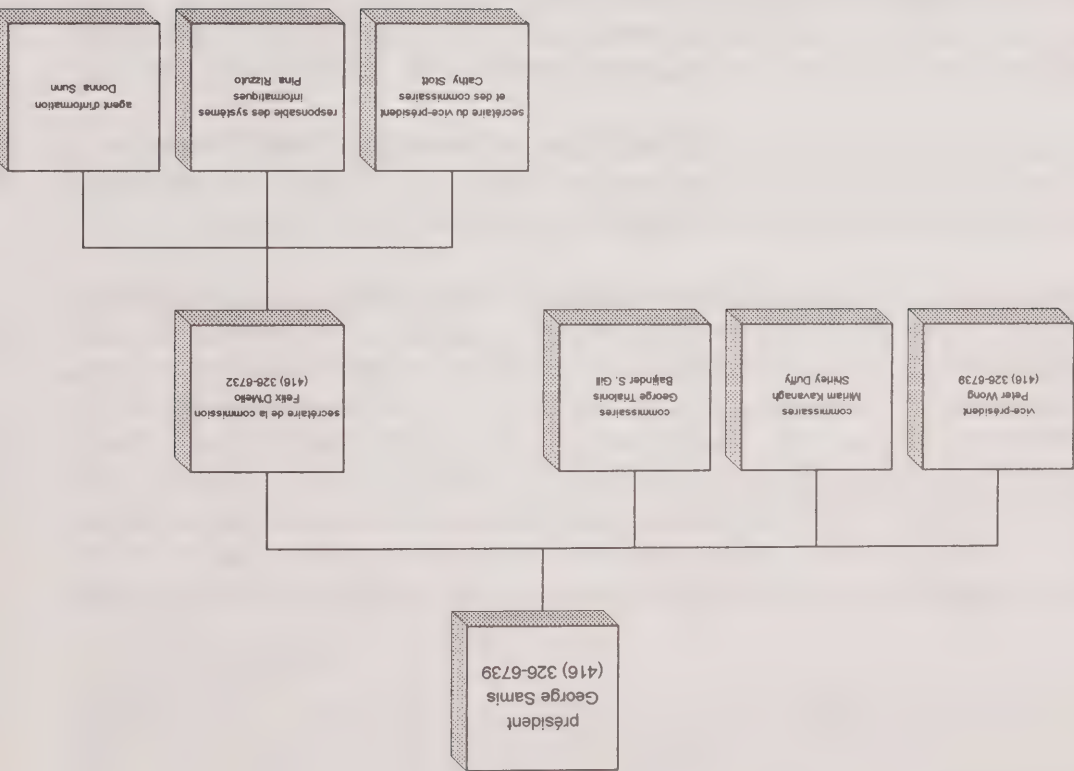 président
George Samis
(416) 326-6739
vice-président
Peter Wong
(416) 326-6739
commissaires
Miriam Kavanagh
Shirley Duffy
commissaires
George Trialonis
Baljinder S. Gill
secrétaire de la commission
Felix D'Mello
(416) 326-6732
secrétaire du vice-président
et des commissaires
Cathy Stott
responsable des systèmes
informatiques
Pina Rizzuto
agent d'information
Donna Sunn